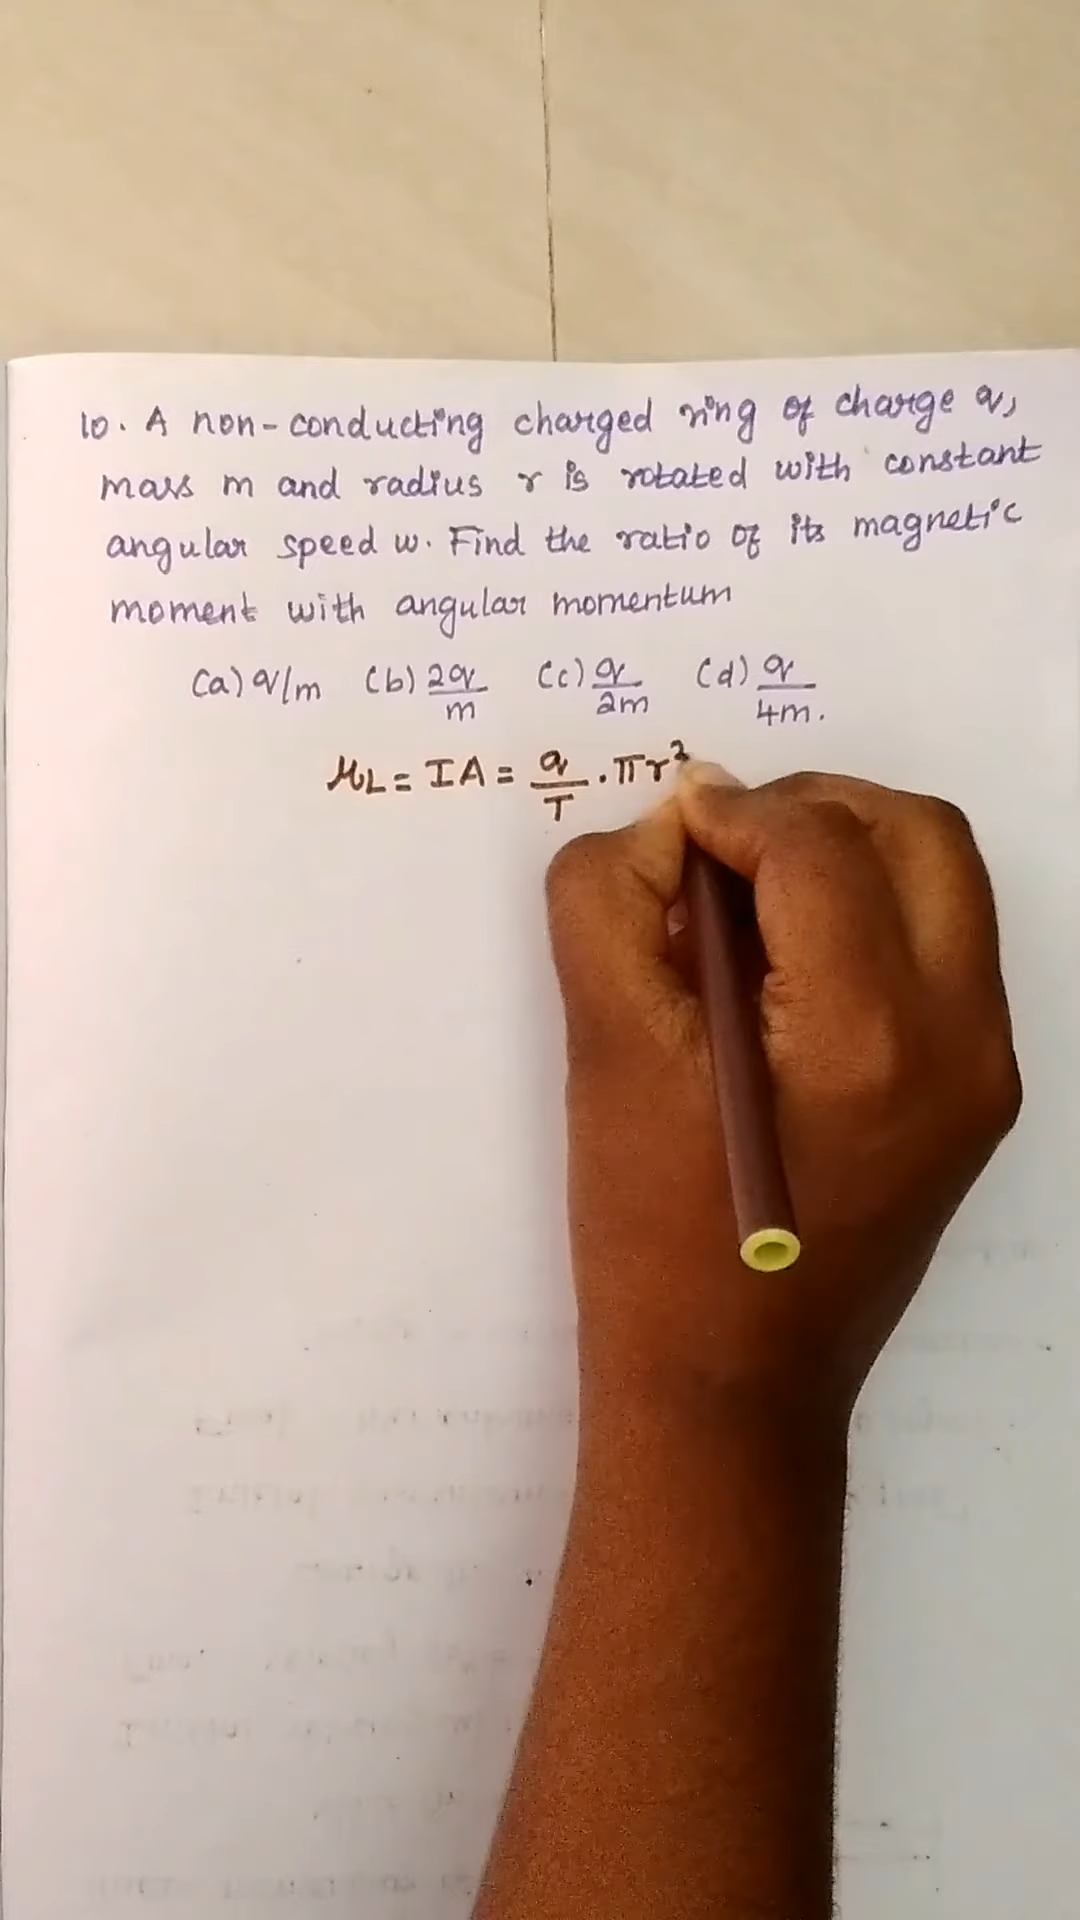 10. A non-conducting charged ring of charge q,
mass m and radius r is rotated with constant
angular speed w. Find the ratio of its magnetic
moment with angular momentum
(a) q/m (b) 2q/m (c) q/2m (d) q/4m.
μL = IA = q/T . πr²